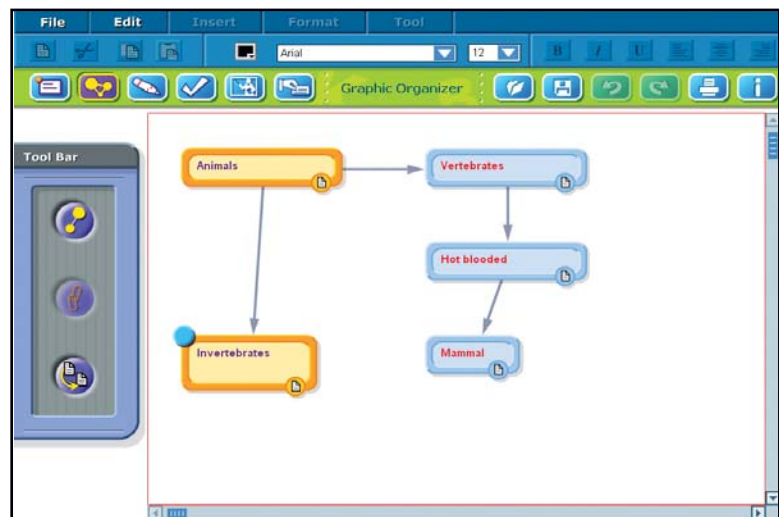 File Edit Insert Format Tool
Arial 12 B I U
Graphic Organizer
Tool Bar
Animals
Vertebrates
Hot blooded
Invertebrates
Mammal